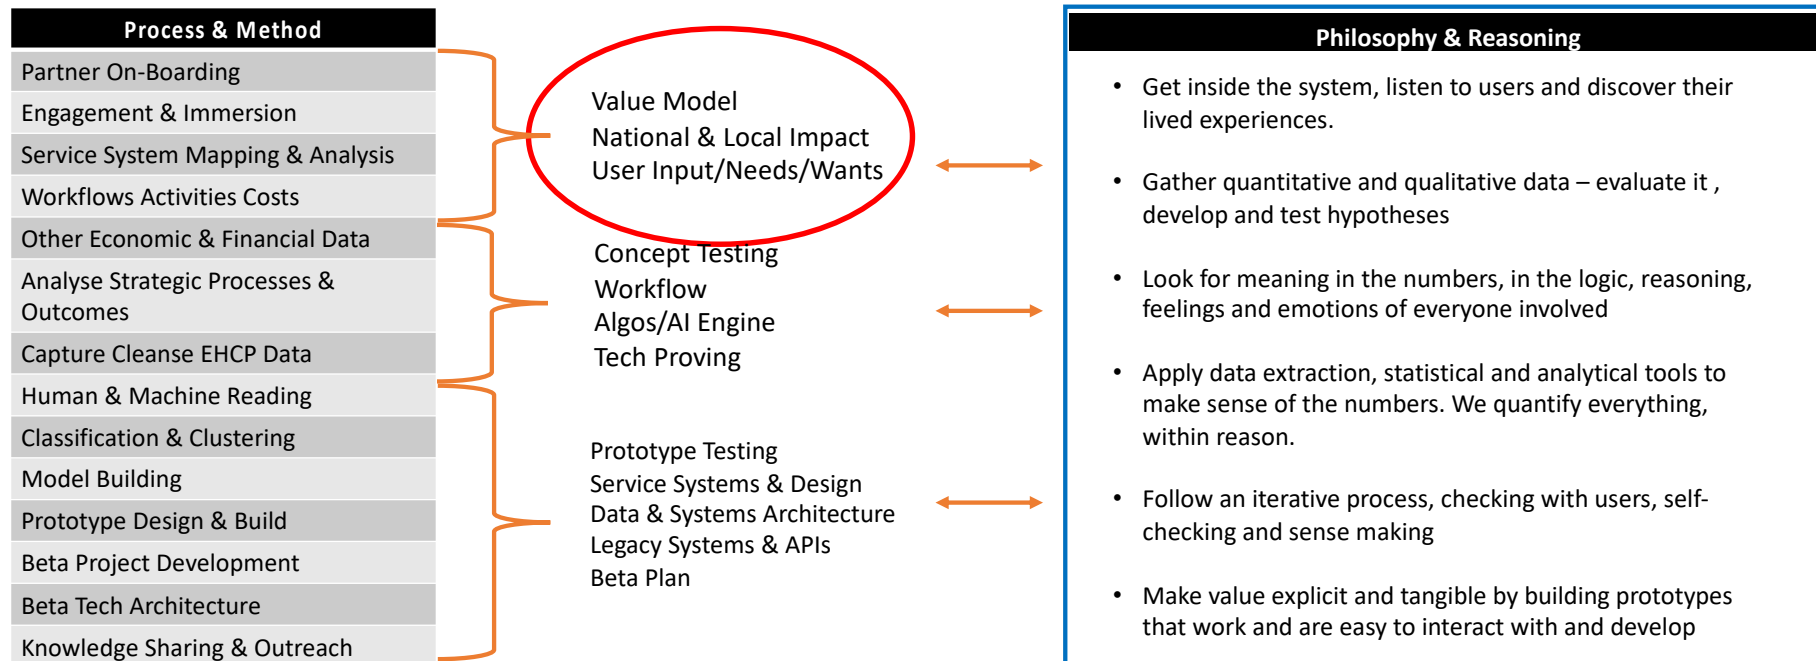 Process & Method
Partner On-Boarding
Engagement & Immersion
Service System Mapping & Analysis
Workflows Activities Costs
Other Economic & Financial Data
Analyse Strategic Processes &
Outcomes
Capture Cleanse EHCP Data
Human & Machine Reading
Classification & Clustering
Model Building
Prototype Design & Build
Beta Project Development
Beta Tech Architecture
Knowledge Sharing & Outreach
Value Model
National & Local Impact
User Input/Needs/Wants
Concept Testing
Workflow
Algos/AI Engine
Tech Proving
Prototype Testing
Service Systems & Design
Data & Systems Architecture
Legacy Systems & APIs
Beta Plan
Philosophy & Reasoning
• Get inside the system, listen to users and discover their
lived experiences.
• Gather quantitative and qualitative data – evaluate it ,
develop and test hypotheses
• Look for meaning in the numbers, in the logic, reasoning,
feelings and emotions of everyone involved
• Apply data extraction, statistical and analytical tools to
make sense of the numbers. We quantify everything,
within reason.
• Follow an iterative process, checking with users, self-
checking and sense making
• Make value explicit and tangible by building prototypes
that work and are easy to interact with and develop